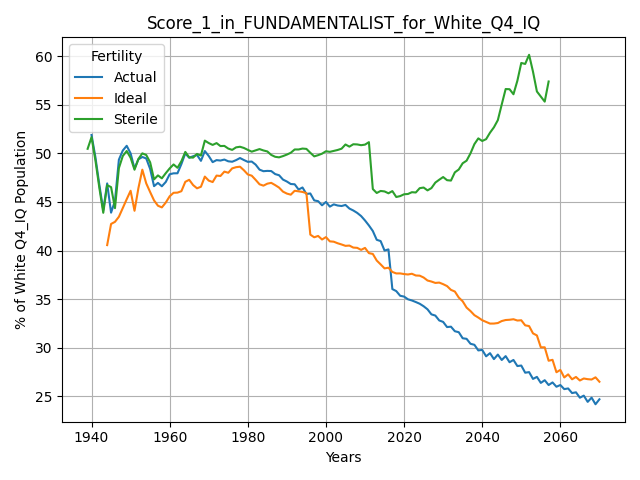 Score_1_in_FUNDAMENTALIST_for_White_Q4_IQ
Fertility
Actual
Ideal
Sterile
% of White Q4_IQ Population
60
55
50
45
40
35
30
25
1940
1960
1980
2000
2020
2040
2060
Years